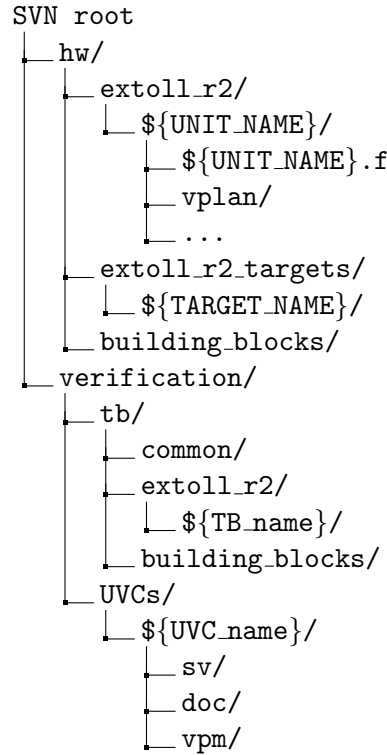 SVN root
hw/
extoll_r2/
${UNIT_NAME}/
${UNIT_NAME}.f
vplan/
...
extoll_r2_targets/
${TARGET_NAME}/
building_blocks/
verification/
tb/
common/
extoll_r2/
${TB_name}/
building_blocks/
UVCs/
${UVC_name}/
sv/
doc/
vpm/